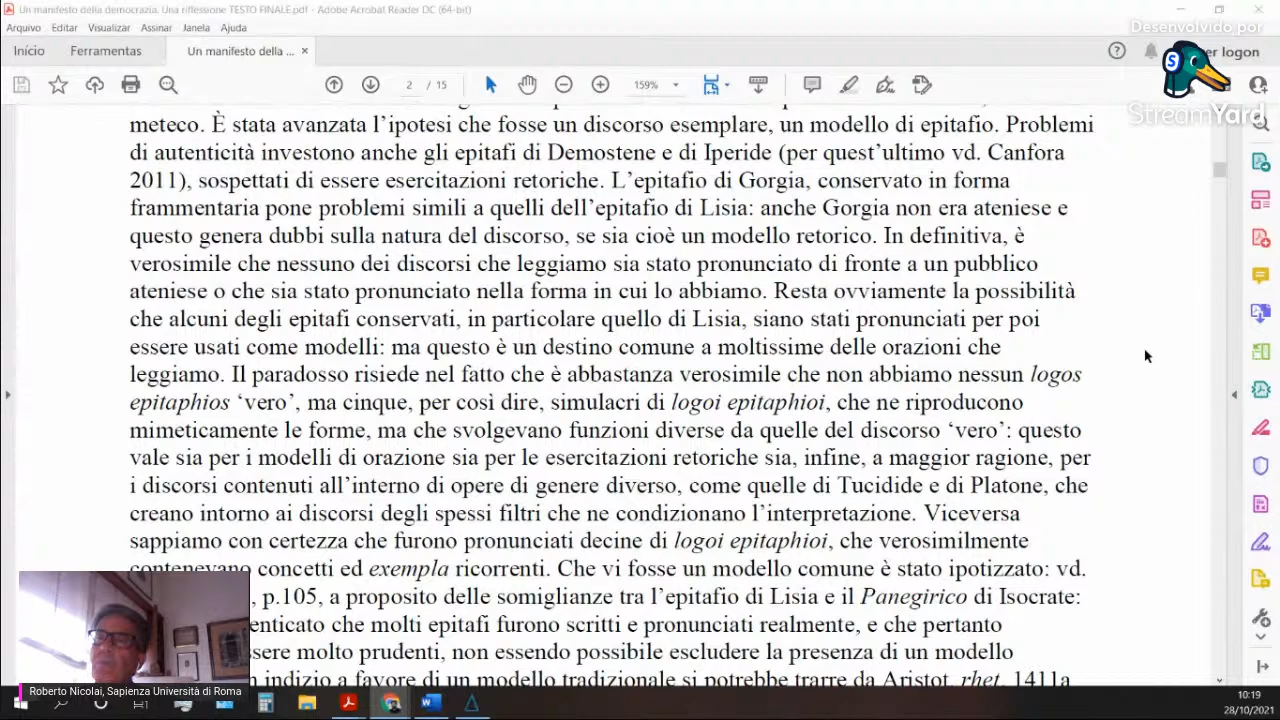 Un manifesto della democrazia. Una riflessione TESTO FINALE.pdf - Adobe Acrobat Reader DC (64-bit)
Arquivo Editar Visualizar Assinar Janela Ajuda
Desenvolvido por
Início Ferramentas Un manifesto della ... × er logon
2 / 15 159%
StreamYard
meteco. È stata avanzata l’ipotesi che fosse un discorso esemplare, un modello di epitafio. Problemi
di autenticità investono anche gli epitafi di Demostene e di Iperide (per quest’ultimo vd. Canfora
2011), sospettati di essere esercitazioni retoriche. L’epitafio di Gorgia, conservato in forma
frammentaria pone problemi simili a quelli dell’epitafio di Lisia: anche Gorgia non era ateniese e
questo genera dubbi sulla natura del discorso, se sia cioè un modello retorico. In definitiva, è
verosimile che nessuno dei discorsi che leggiamo sia stato pronunciato di fronte a un pubblico
ateniese o che sia stato pronunciato nella forma in cui lo abbiamo. Resta ovviamente la possibilità
che alcuni degli epitafi conservati, in particolare quello di Lisia, siano stati pronunciati per poi
essere usati come modelli: ma questo è un destino comune a moltissime delle orazioni che
leggiamo. Il paradosso risiede nel fatto che è abbastanza verosimile che non abbiamo nessun logos
epitaphios ‘vero’, ma cinque, per così dire, simulacri di logoi epitaphioi, che ne riproducono
mimeticamente le forme, ma che svolgevano funzioni diverse da quelle del discorso ‘vero’: questo
vale sia per i modelli di orazione sia per le esercitazioni retoriche sia, infine, a maggior ragione, per
i discorsi contenuti all’interno di opere di genere diverso, come quelle di Tucidide e di Platone, che
creano intorno ai discorsi degli spessi filtri che ne condizionano l’interpretazione. Viceversa
sappiamo con certezza che furono pronunciati decine di logoi epitaphioi, che verosimilmente
contenevano concetti ed exempla ricorrenti. Che vi fosse un modello comune è stato ipotizzato: vd.
, p.105, a proposito delle somiglianze tra l’epitafio di Lisia e il Panegirico di Isocrate:
enticato che molti epitafi furono scritti e pronunciati realmente, e che pertanto
ssere molto prudenti, non essendo possibile escludere la presenza di un modello
n indizio a favore di un modello tradizionale si potrebbe trarre da Aristot. rhet. 1411a
Roberto Nicolai, Sapienza Università di Roma
10:19
28/10/2021